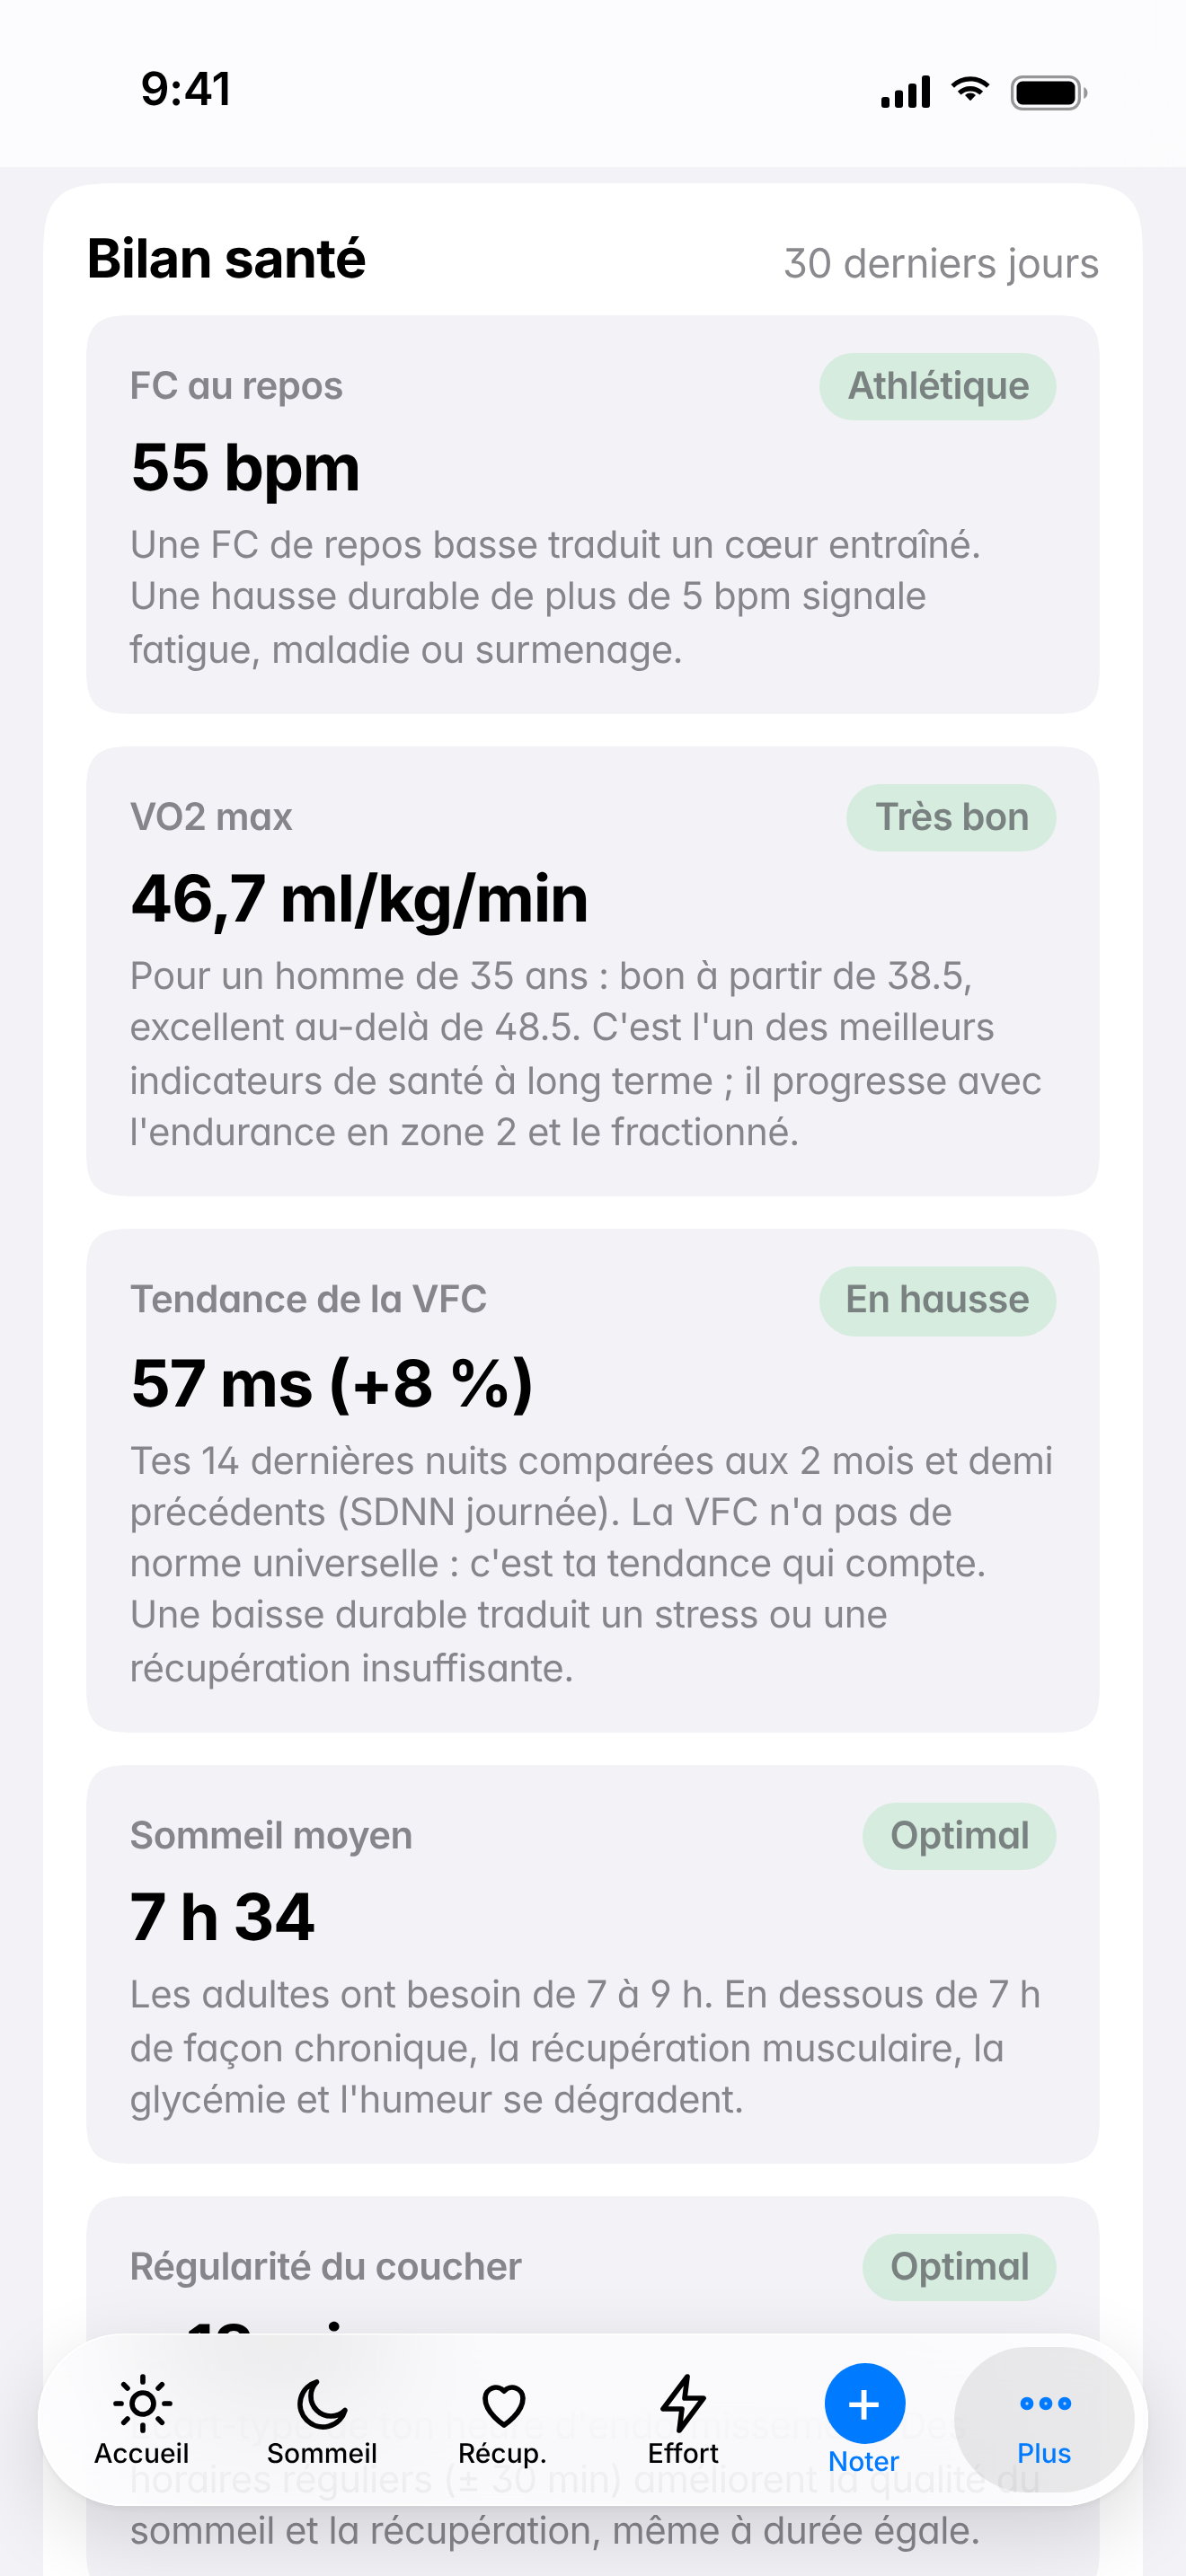 9:41
Bilan santé
30 derniers jours
FC au repos
Athlétique
55 bpm
Une FC de repos basse traduit un cœur entraîné.
Une hausse durable de plus de 5 bpm signale
fatigue, maladie ou surmenage.
VO2 max
Très bon
46,7 ml/kg/min
Pour un homme de 35 ans : bon à partir de 38.5,
excellent au-delà de 48.5. C'est l'un des meilleurs
indicateurs de santé à long terme ; il progresse avec
l'endurance en zone 2 et le fractionné.
Tendance de la VFC
En hausse
57 ms (+8 %)
Tes 14 dernières nuits comparées aux 2 mois et demi
précédents (SDNN journée). La VFC n'a pas de
norme universelle : c'est ta tendance qui compte.
Une baisse durable traduit un stress ou une
récupération insuffisante.
Sommeil moyen
Optimal
7 h 34
Les adultes ont besoin de 7 à 9 h. En dessous de 7 h
de façon chronique, la récupération musculaire, la
glycémie et l'humeur se dégradent.
Régularité du coucher
Optimal
Accueil
Sommeil
Récup.
Effort
Noter
Plus
horaires réguliers (± 30 min) améliorent la qualité du
sommeil et la récupération, même à durée égale.